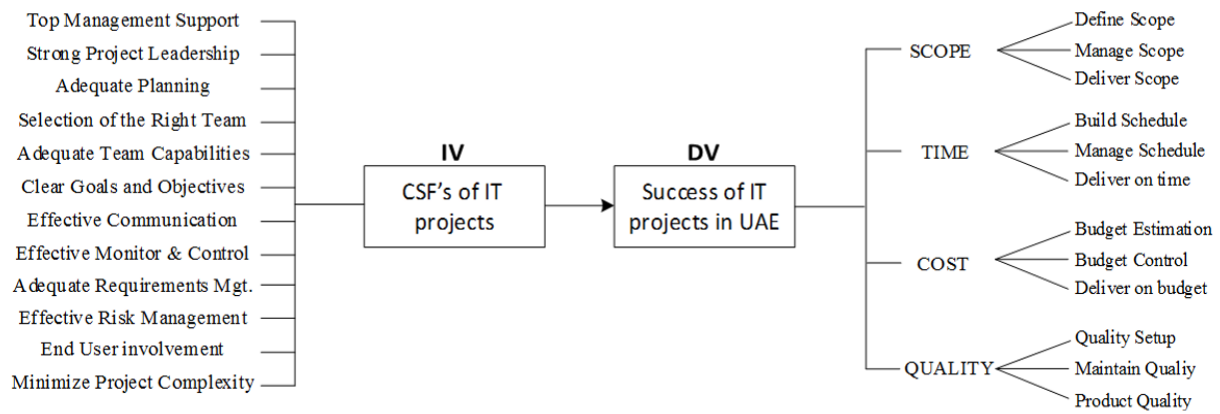 Top Management Support
Strong Project Leadership
Adequate Planning
Selection of the Right Team
Adequate Team Capabilities
Clear Goals and Objectives
Effective Communication
Effective Monitor & Control
Adequate Requirements Mgt.
Effective Risk Management
End User involvement
Minimize Project Complexity
IV
CSF's of IT
projects
DV
Success of IT
projects in UAE
SCOPE
Define Scope
Manage Scope
Deliver Scope
TIME
Build Schedule
Manage Schedule
Deliver on time
COST
Budget Estimation
Budget Control
Deliver on budget
QUALITY
Quality Setup
Maintain Qualiy
Product Quality